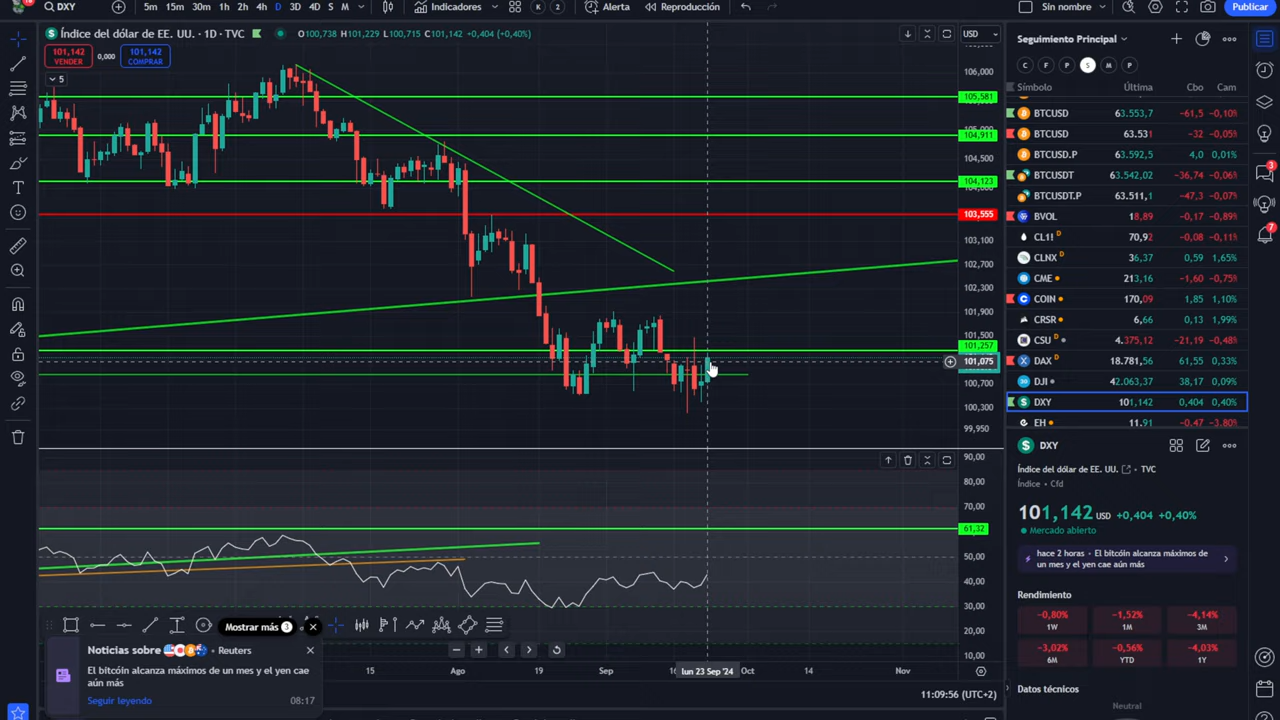 DXY
5m 15m 30m 1h 2h 4h D 3D 4D S M
Indicadores
K 2
Alerta
Reproducción
Sin nombre
Publicar
Índice del dólar de EE. UU. · 1D · TVC
O100,738 H101,229 L100,715 C101,142 +0,404 (+0,40%)
101,142
VENDER
0,000
101,142
COMPRAR
5
USD
106,000
105,581
104,911
104,500
104,123
103,555
103,100
102,700
102,300
101,900
101,500
101,257
101,075
100,700
100,300
99,950
90,00
80,00
70,00
61,32
50,00
40,00
30,00
20,00
10,00
Mostrar más 3
Noticias sobre · Reuters
El bitcóin alcanza máximos de un mes y el yen cae
aún más
Seguir leyendo
08:17
15 Ago 19 Sep lun 23 Sep '24 Oct 14 Nov
11:09:56 (UTC+2)
Seguimiento Principal
C F P S M P
Símbolo Última Cbo Cam
BTCUSD 63.553,7 −61,5 −0,10%
BTCUSD 63.531 −32 −0,05%
BTCUSD.P 63.592,5 4,0 0,01%
BTCUSDT 63.542,02 −36,74 −0,06%
BTCUSDT.P 63.511,1 −47,3 −0,07%
BVOL 18,89 −0,17 −0,89%
CL1! D 70,92 −0,08 −0,11%
CLNX D 36,37 0,59 1,65%
CME 213,16 −1,60 −0,75%
COIN 170,09 1,85 1,10%
CRSR 6,66 0,13 1,99%
CSU 4.375,12 −21,19 −0,48%
DAX D 18.781,56 61,55 0,33%
DJI 42.063,37 38,17 0,09%
DXY 101,142 0,404 0,40%
EH 11,91 −0,47 −3,80%
3
7
DXY
Índice del dólar de EE. UU. · TVC
Índice · Cfd
101,142 USD +0,404 +0,40%
Mercado abierto
hace 2 horas · El bitcóin alcanza máximos de
un mes y el yen cae aún más
Rendimiento
−0,80% −1,52% −4,14%
1W 1M 3M
−3,02% −0,56% −4,01%
6M YTD 1Y
Datos técnicos
Neutral